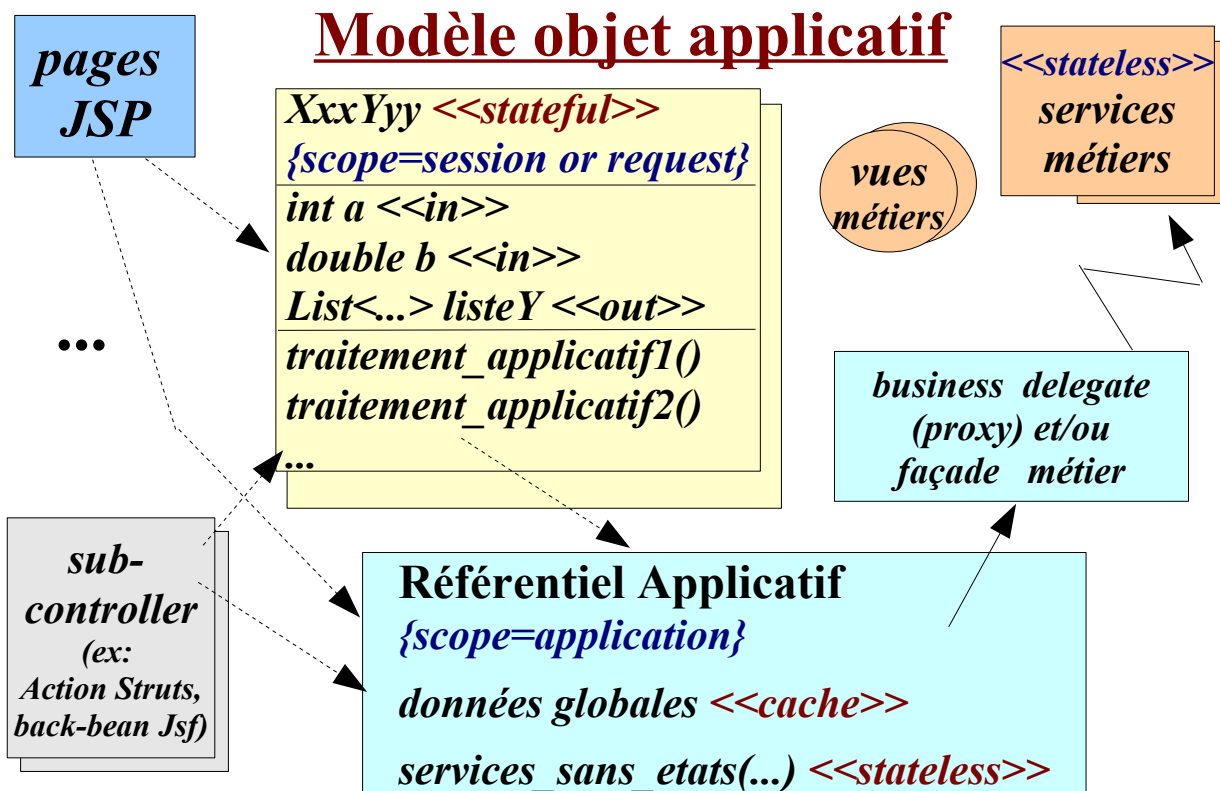 Modèle objet applicatif
pages
JSP
XxxYyy <<stateful>>
{scope=session or request}
int a <<in>>
double b <<in>>
List<...> listeY <<out>>
traitement_applicatif1()
traitement_applicatif2()
...
<<stateless>>
services
métiers
vues
métiers
...
business delegate
(proxy) et/ou
façade métier
sub-
controller
(ex:
Action Struts,
back-bean Jsf)
Référentiel Applicatif
{scope=application}
données globales <<cache>>
services_sans_etats(...) <<stateless>>